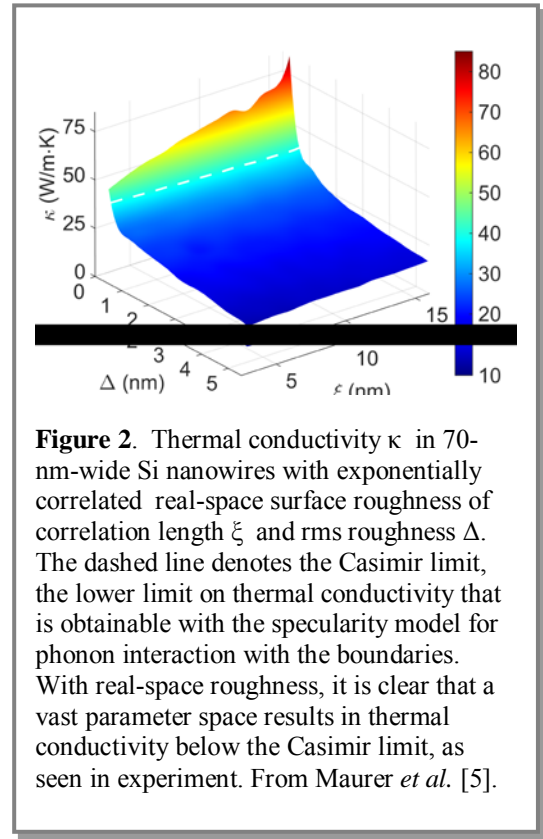 80
75
70
60
50
50
κ (W/m·K)
40
25
30
0
0
1
15
20
2
3
10
10
4
Δ (nm)
5
5
ξ (nm)
Figure 2. Thermal conductivity κ in 70-
nm-wide Si nanowires with exponentially
correlated real-space surface roughness of
correlation length ξ and rms roughness Δ.
The dashed line denotes the Casimir limit,
the lower limit on thermal conductivity that
is obtainable with the specularity model for
phonon interaction with the boundaries.
With real-space roughness, it is clear that a
vast parameter space results in thermal
conductivity below the Casimir limit, as
seen in experiment. From Maurer et al. [5].